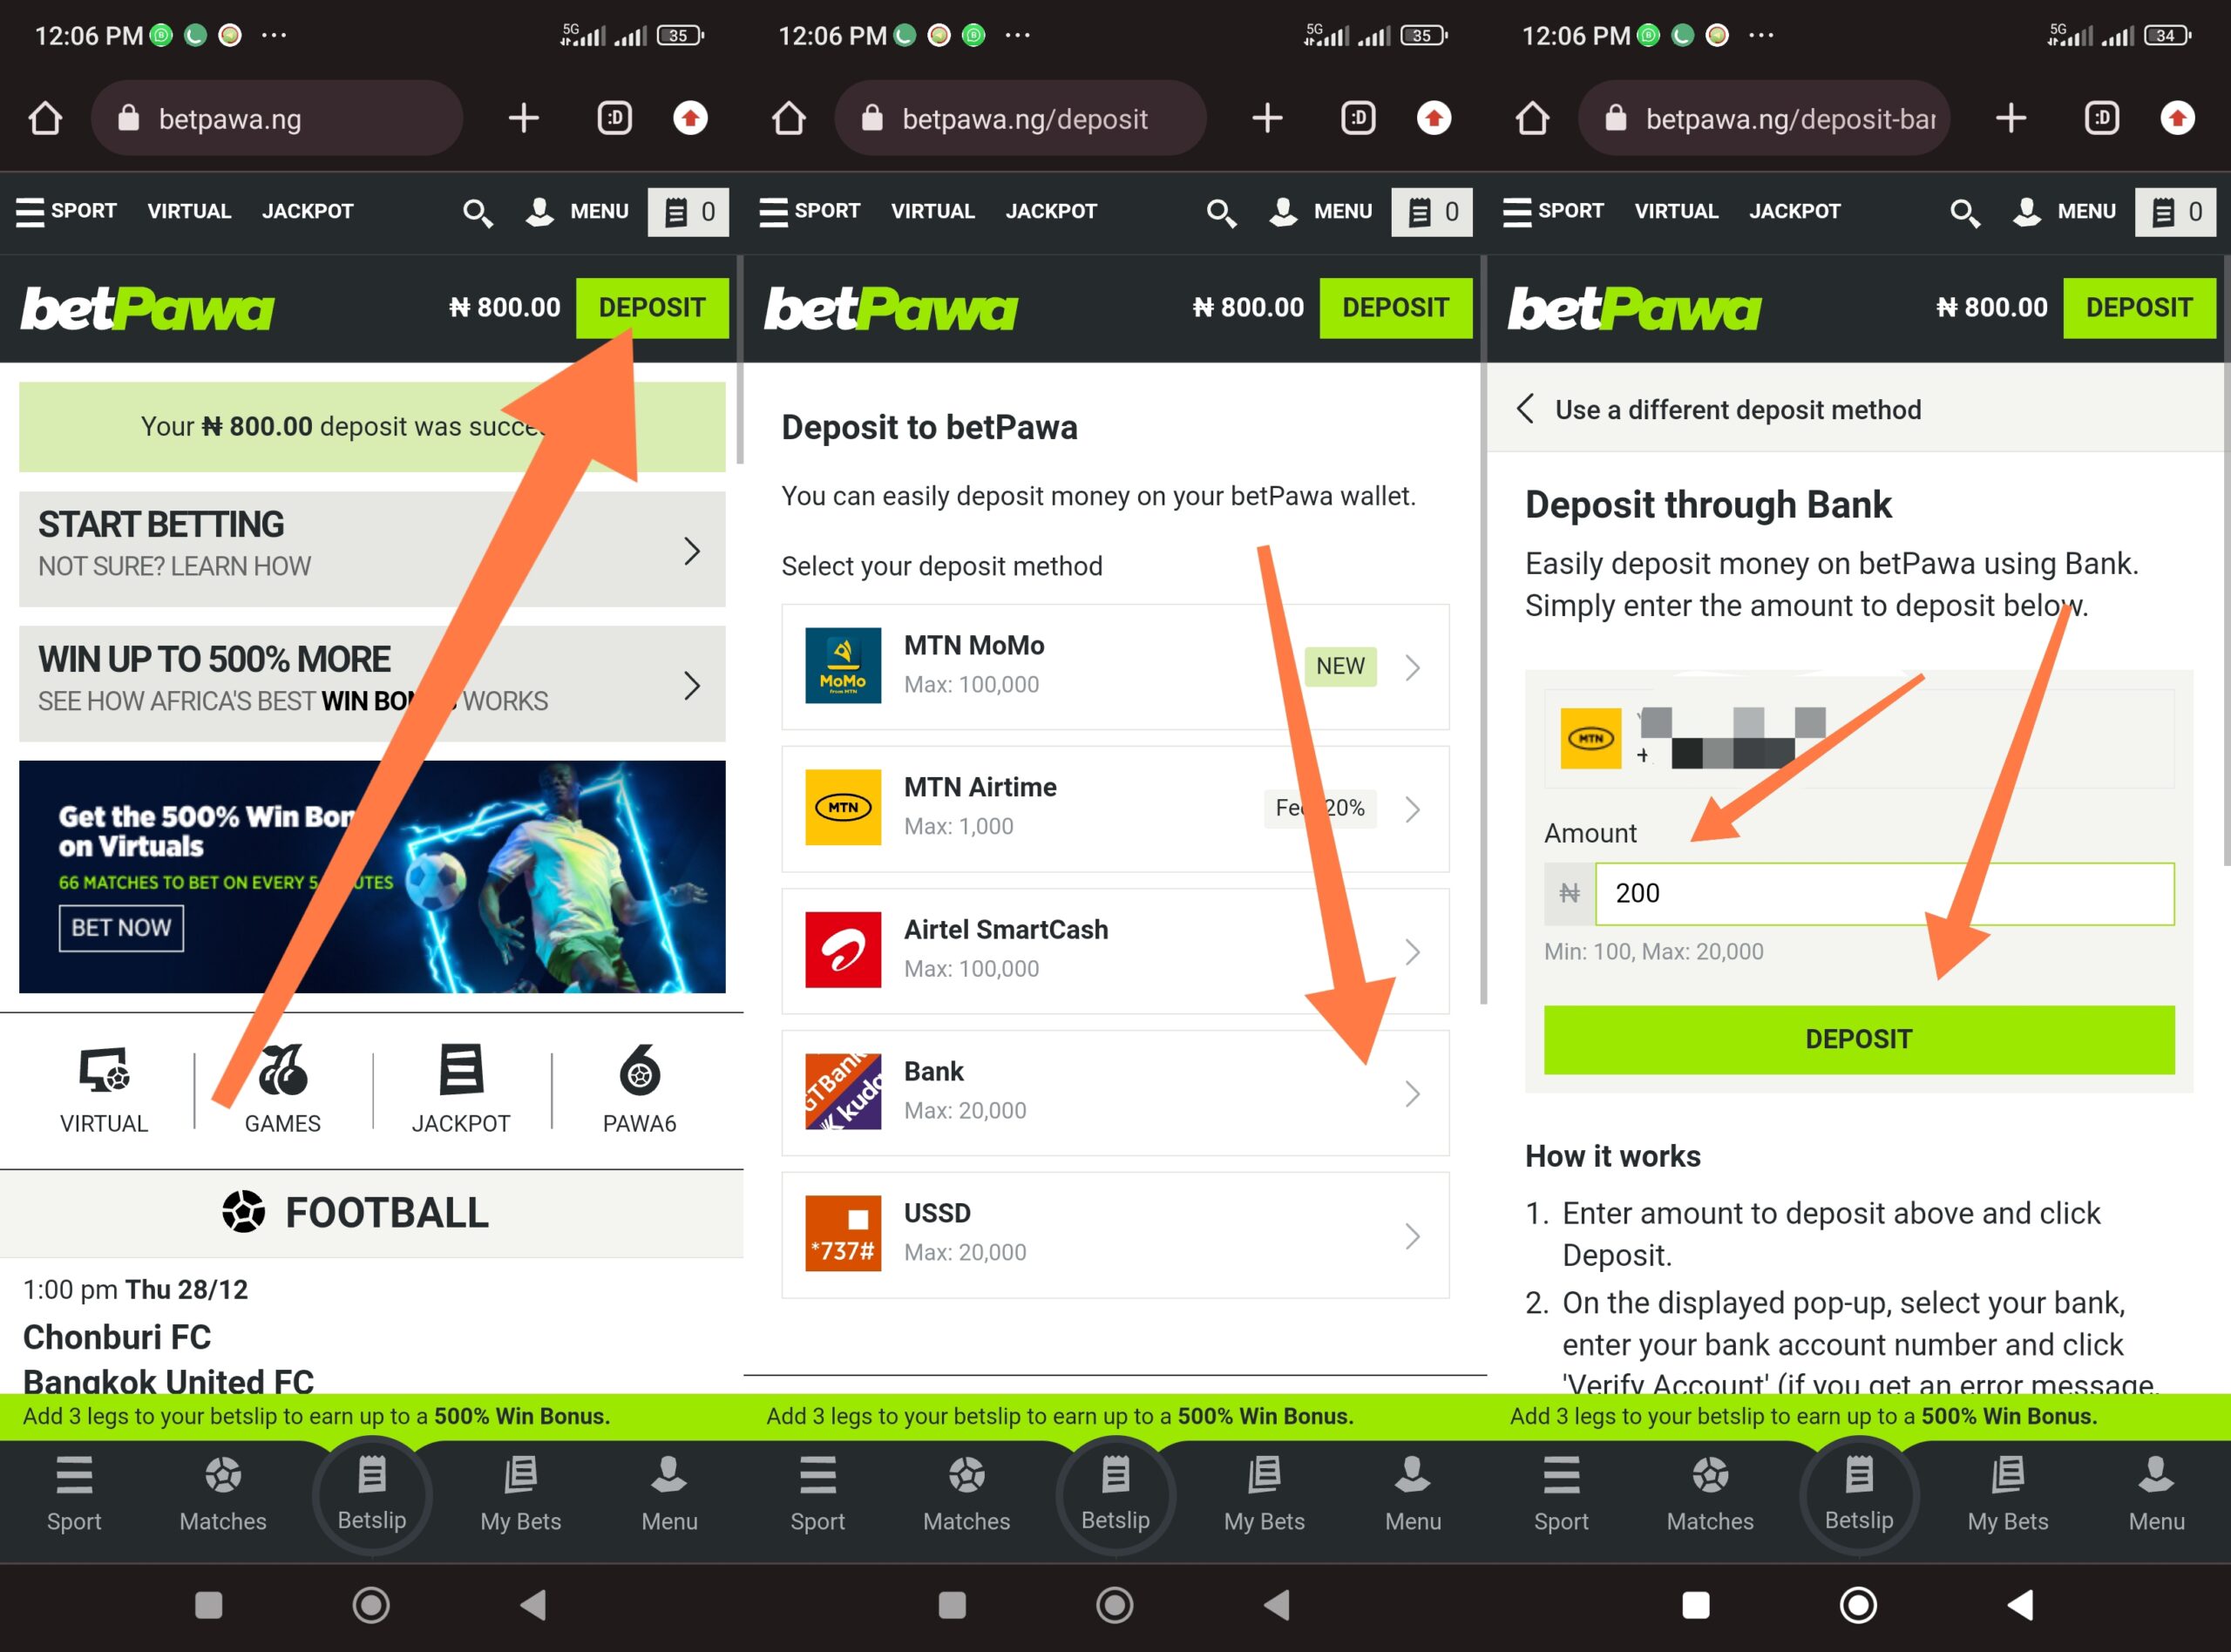 12:06 PM
5G
35
betpawa.ng
:D
SPORT
VIRTUAL
JACKPOT
MENU
0
betPawa
₦ 800.00
DEPOSIT
Your ₦ 800.00 deposit was
START BETTING
NOT SURE? LEARN HOW
WIN UP TO 500% MORE
SEE HOW AFRICA'S BEST WIN WORKS
Get the 500% Win
on Virtuals
66 MATCHES TO BET ON EVERY
BET NOW
VIRTUAL
GAMES
JACKPOT
PAWA6
FOOTBALL
1:00 pm Thu 28/12
Chonburi FC
Bangkok United FC
Add 3 legs to your betslip to earn up to a 500% Win Bonus.
Sport
Matches
Betslip
My Bets
Menu
12:06 PM
5G
35
betpawa.ng/deposit
:D
SPORT
VIRTUAL
JACKPOT
MENU
0
betPawa
₦ 800.00
DEPOSIT
Deposit to betPawa
You can easily deposit money on your betPawa wallet.
Select your deposit method
MoMo
from MTN
MTN MoMo
Max: 100,000
NEW
MTN
MTN Airtime
Max: 1,000
20%
Airtel SmartCash
Max: 100,000
GTBank
kuda
Bank
Max: 20,000
*737#
USSD
Max: 20,000
Add 3 legs to your betslip to earn up to a 500% Win Bonus.
Sport
Matches
Betslip
My Bets
Menu
12:06 PM
5G
34
betpawa.ng/deposit-bar
:D
SPORT
VIRTUAL
JACKPOT
MENU
0
betPawa
₦ 800.00
DEPOSIT
Use a different deposit method
Deposit through Bank
Easily deposit money on betPawa using Bank.
Simply enter the amount to deposit below.
MTN
+
Amount
₦
200
Min: 100, Max: 20,000
DEPOSIT
How it works
1. Enter amount to deposit above and click
Deposit.
2. On the displayed pop-up, select your bank,
enter your bank account number and click
'Verify Account' (if you get an error message,
Add 3 legs to your betslip to earn up to a 500% Win Bonus.
Sport
Matches
Betslip
My Bets
Menu